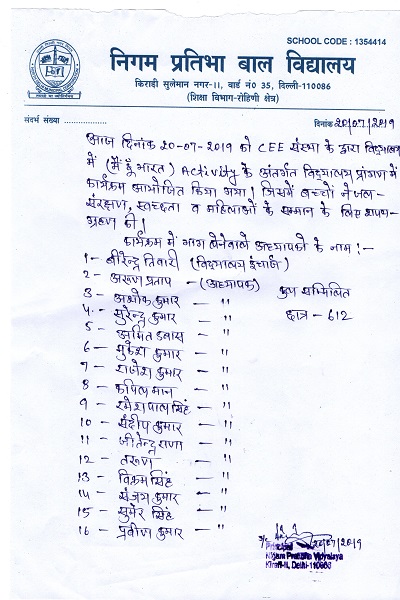 SCHOOL CODE : 1354414
निगम प्रतिभा बाल विद्यालय
किराड़ी सुलेमान नगर-II, वार्ड नं0 35, दिल्ली-110086
(शिक्षा विभाग-रोहिणी क्षेत्र)
संदर्भ संख्या ..................
दिनांक 20/07/2019
आज दिनांक 20-07-2019 को CEE संस्था के द्वारा विद्यालय
में (मैं हूँ भारत) Activity के अंतर्गत विद्यालय प्रांगण में
कार्यक्रम आयोजित किया गया। जिसमें बच्चों ने जल-
संरक्षण, स्वच्छता व महिलाओं के सम्मान के लिए शपथ-
ग्रहण की।
कार्यक्रम में भाग लेनेवाले अध्यापकों के नाम :-
1 - वीरेन्द्र तिवारी (विद्यालय इंचार्ज)
2 - अरुण प्रताप - (अध्यापक)
3 - अशोक कुमार - "
4 - सुरेन्द्र कुमार - "
5 - अमित डबास - "
6 - मुकेश कुमार - "
7 - राजेश कुमार - "
8 - कपिल मान - "
9 - रमेश पाल सिंह - "
10 - संदीप कुमार - "
11 - जीतेन्द्र राणा - "
12 - तरुण - "
13 - विक्रम सिंह - "
14 - संजय कुमार - "
15 - सुमेर सिंह - "
16 - प्रवीण कुमार - "
कुल सम्मिलित
छात्र - 612
20/07/2019
Principal
Nigam Pratibha Vidyalaya
Kirari-II, Delhi-110086